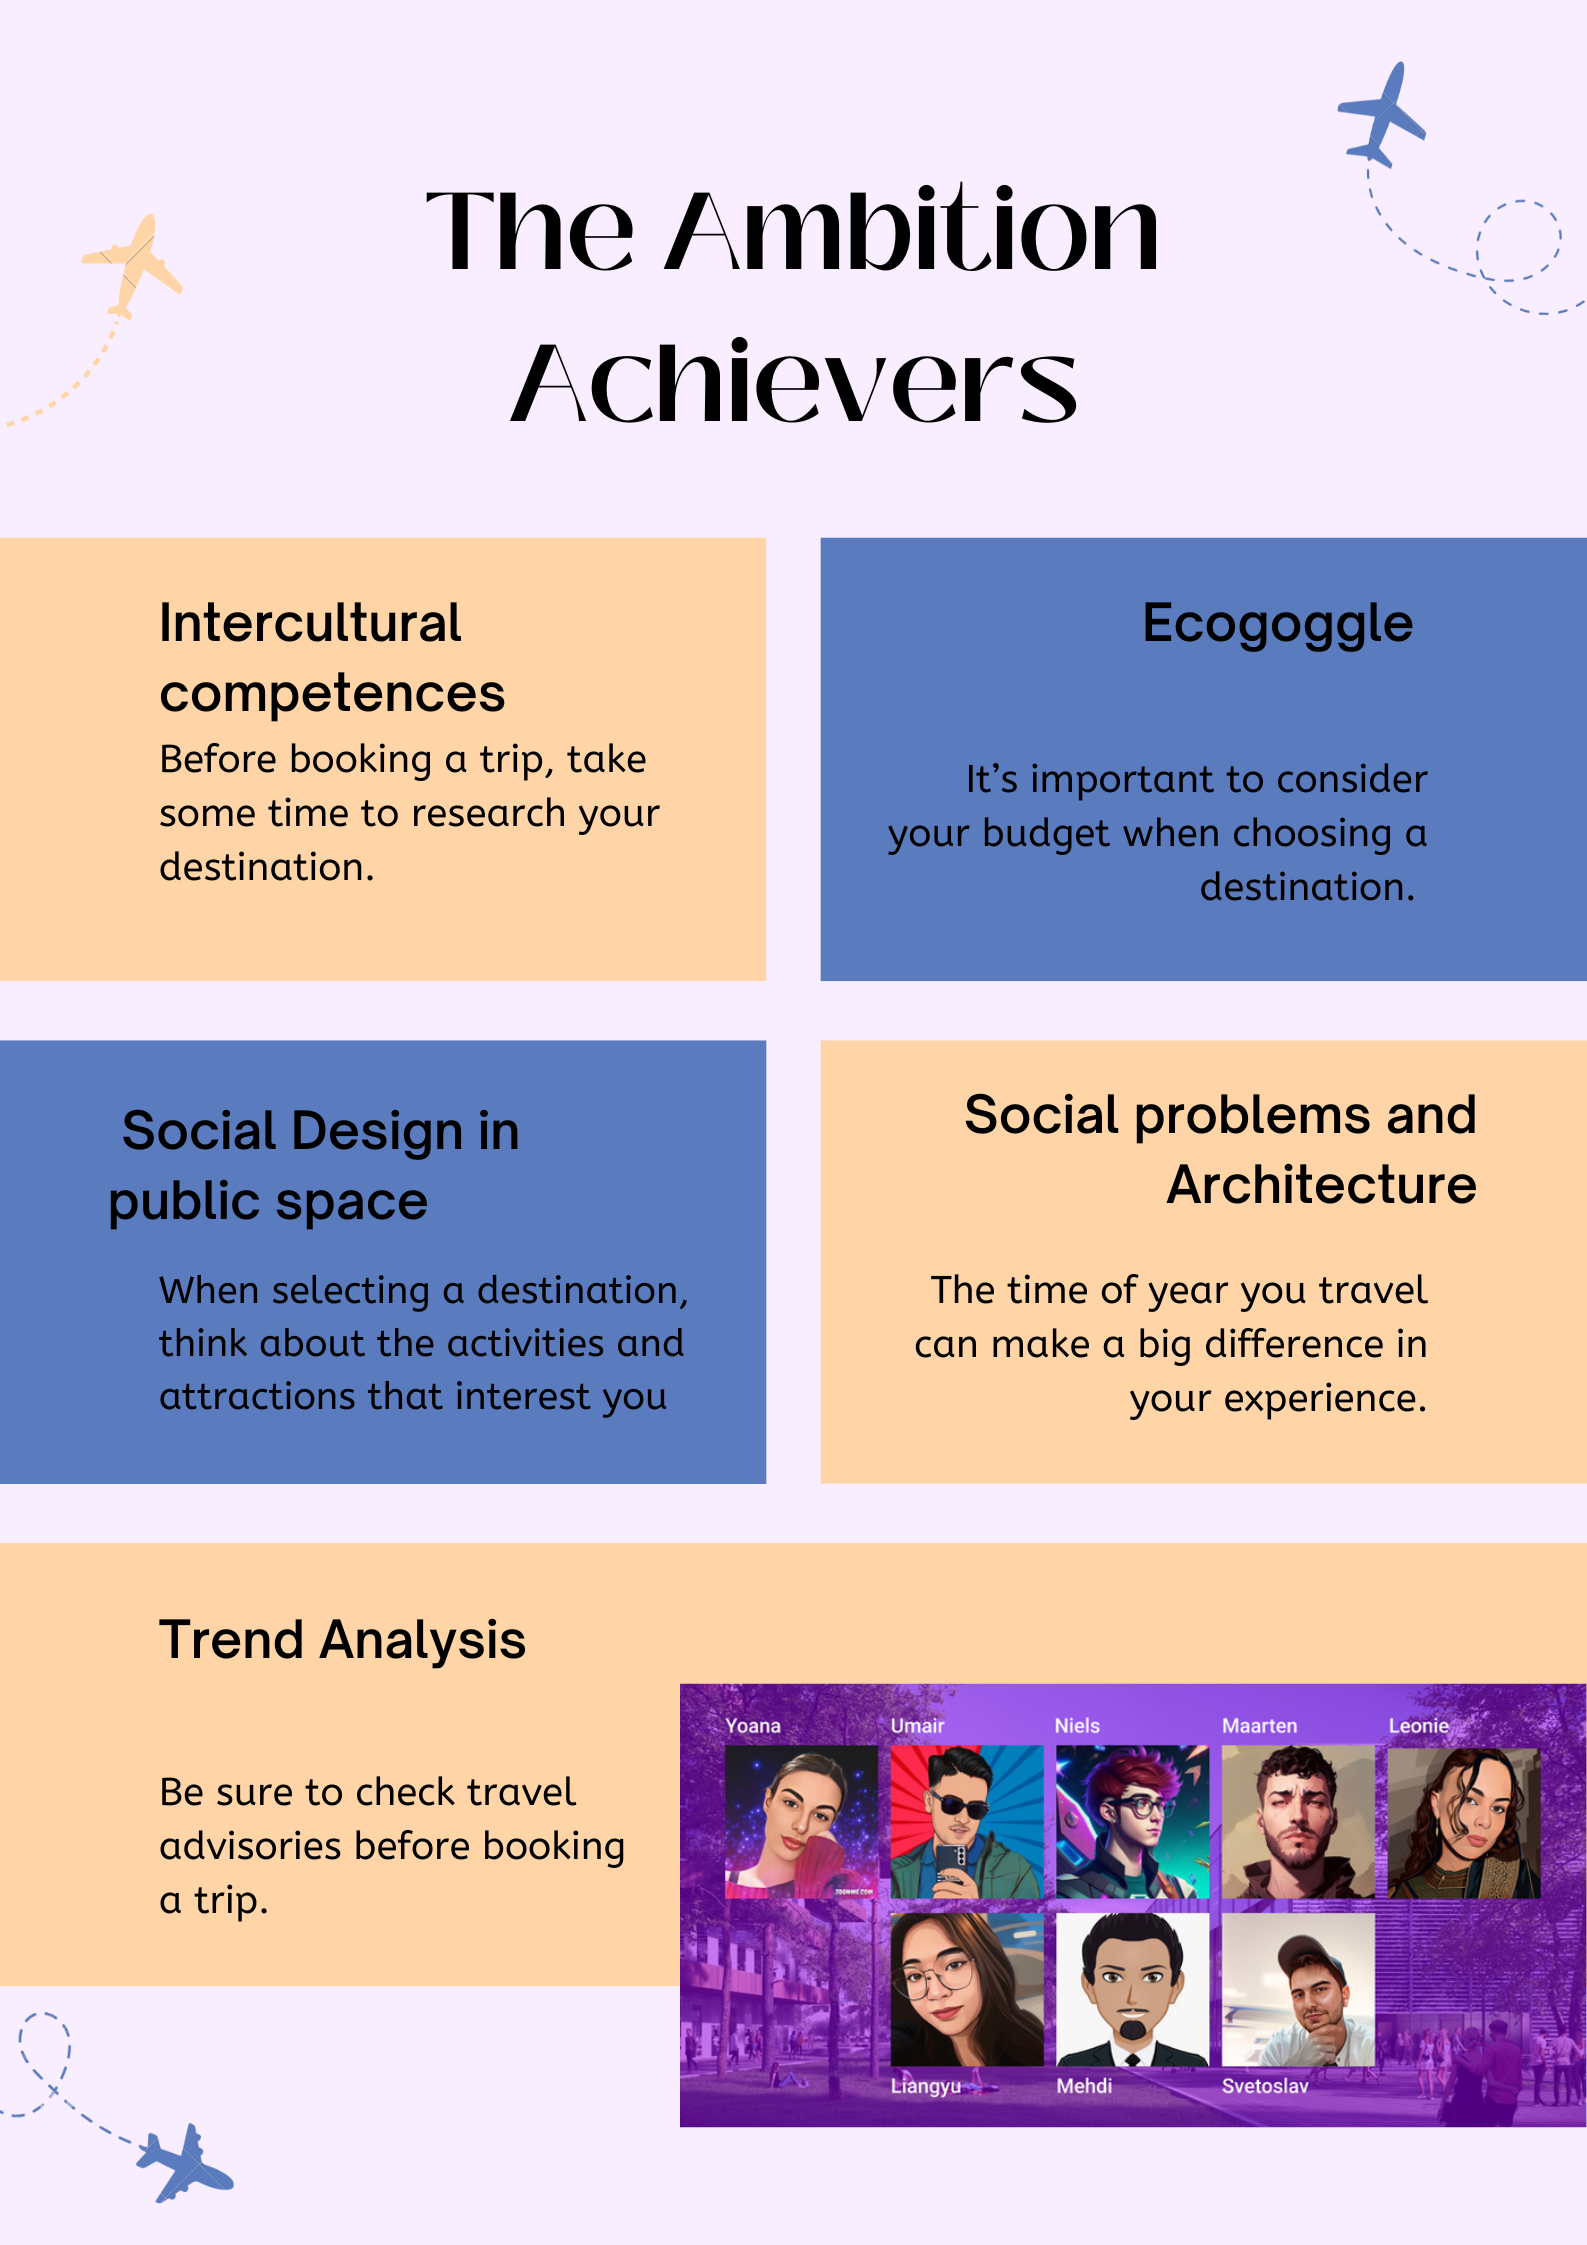 The Ambition
Achievers
Intercultural
competences
Before booking a trip, take
some time to research your
destination.
Ecogoggle
It’s important to consider
your budget when choosing a
destination.
Social Design in
public space
When selecting a destination,
think about the activities and
attractions that interest you
Social problems and
Architecture
The time of year you travel
can make a big difference in
your experience.
Trend Analysis
Be sure to check travel
advisories before booking
a trip.
Yoana Umair Niels Maarten Leonie
TOONME.COM
Liangyu Mehdi Svetoslav